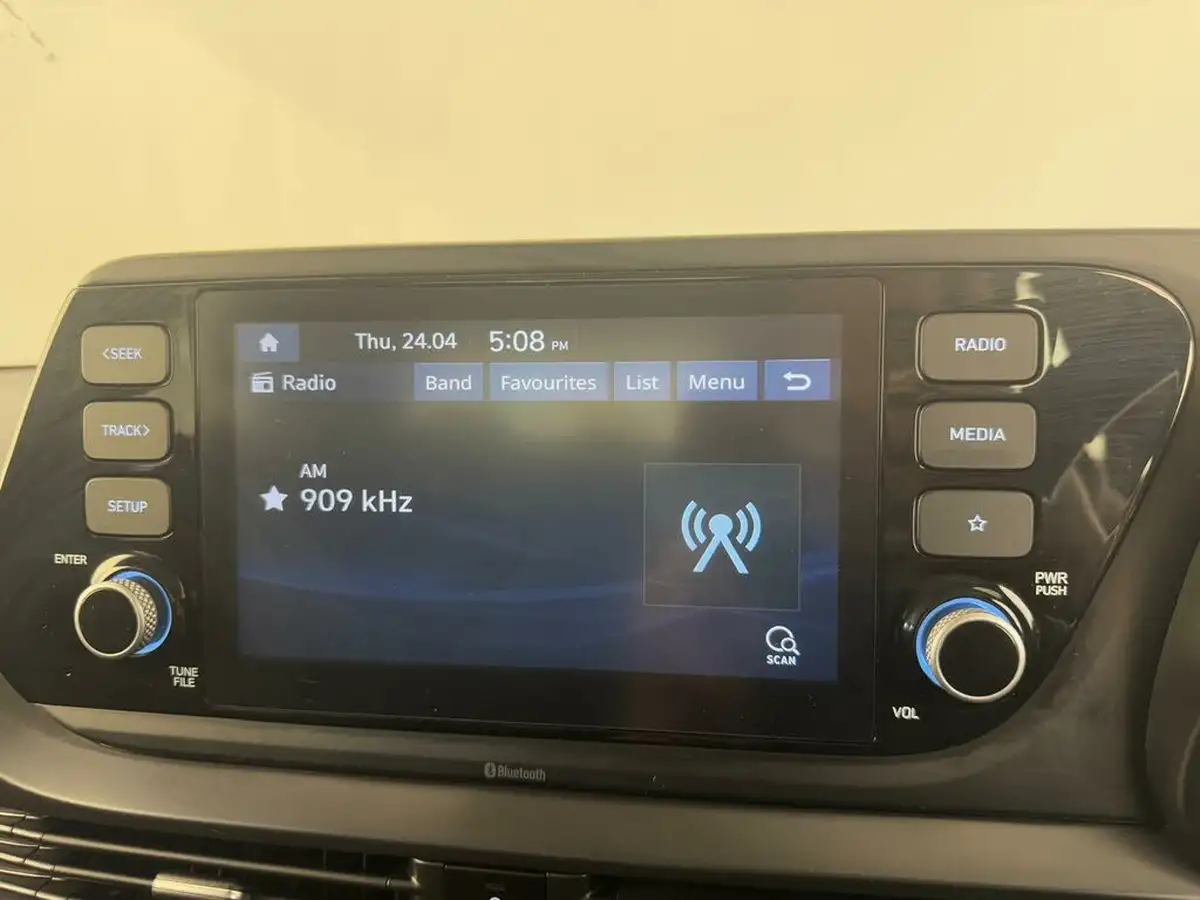 <SEEK
TRACK>
SETUP
ENTER
TUNE
FILE
Thu, 24.04 5:08 PM
Radio Band Favourites List Menu
AM
909 kHz
SCAN
RADIO
MEDIA
PWR
PUSH
VOL
Bluetooth